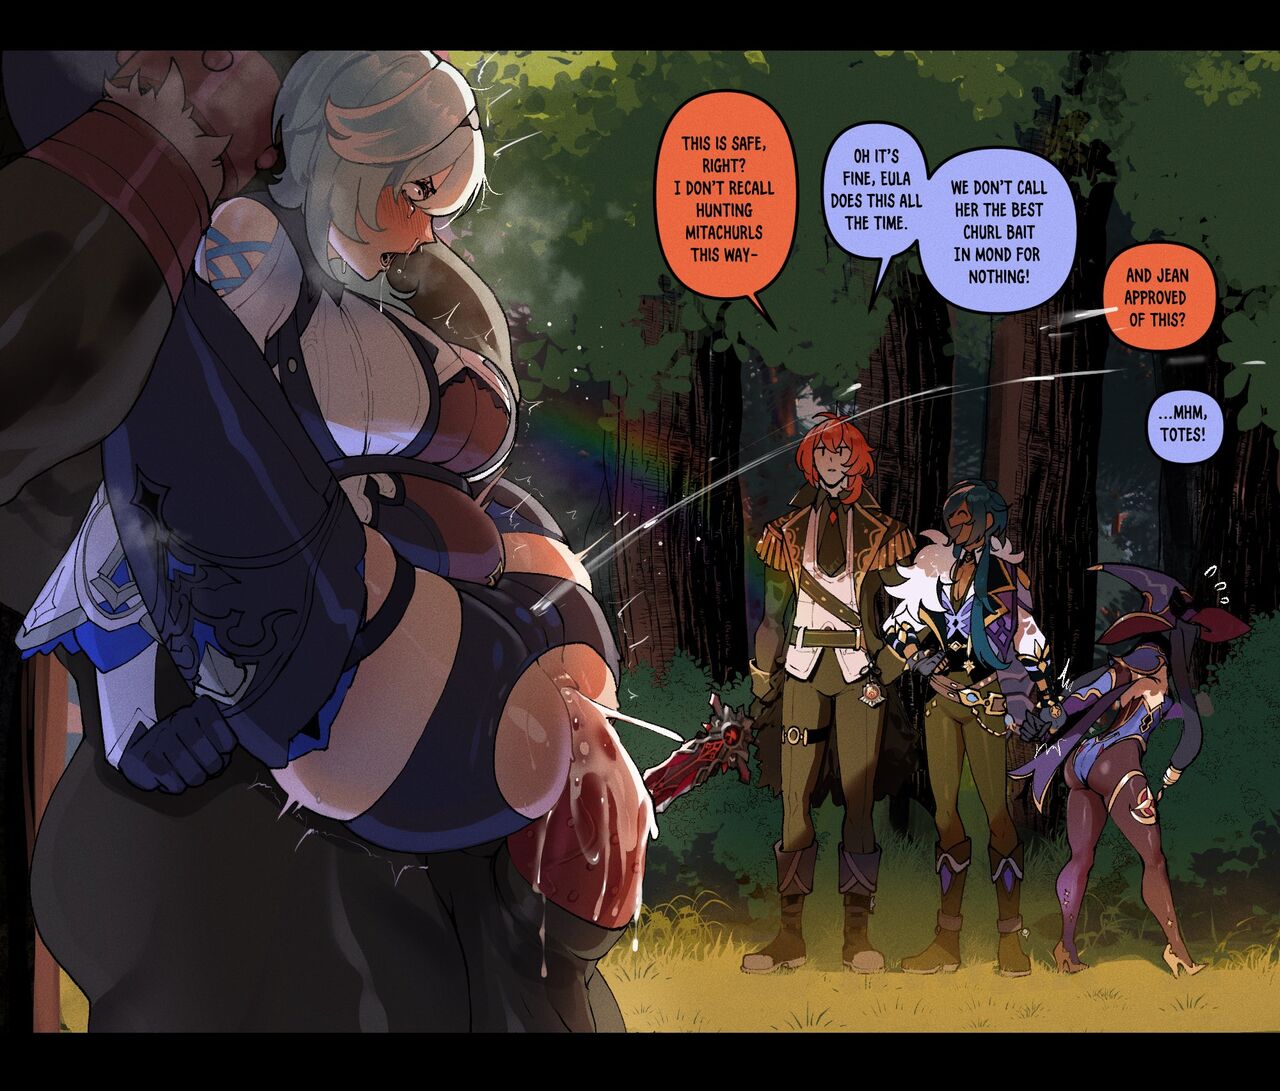 THIS IS SAFE,
RIGHT?
I DON'T RECALL
HUNTING
MITACHURLS
THIS WAY-
OH IT'S
FINE, EULA
DOES THIS ALL
THE TIME.
WE DON'T CALL
HER THE BEST
CHURL BAIT
IN MOND FOR
NOTHING!
AND JEAN
APPROVED
OF THIS?
...MHM,
TOTES!